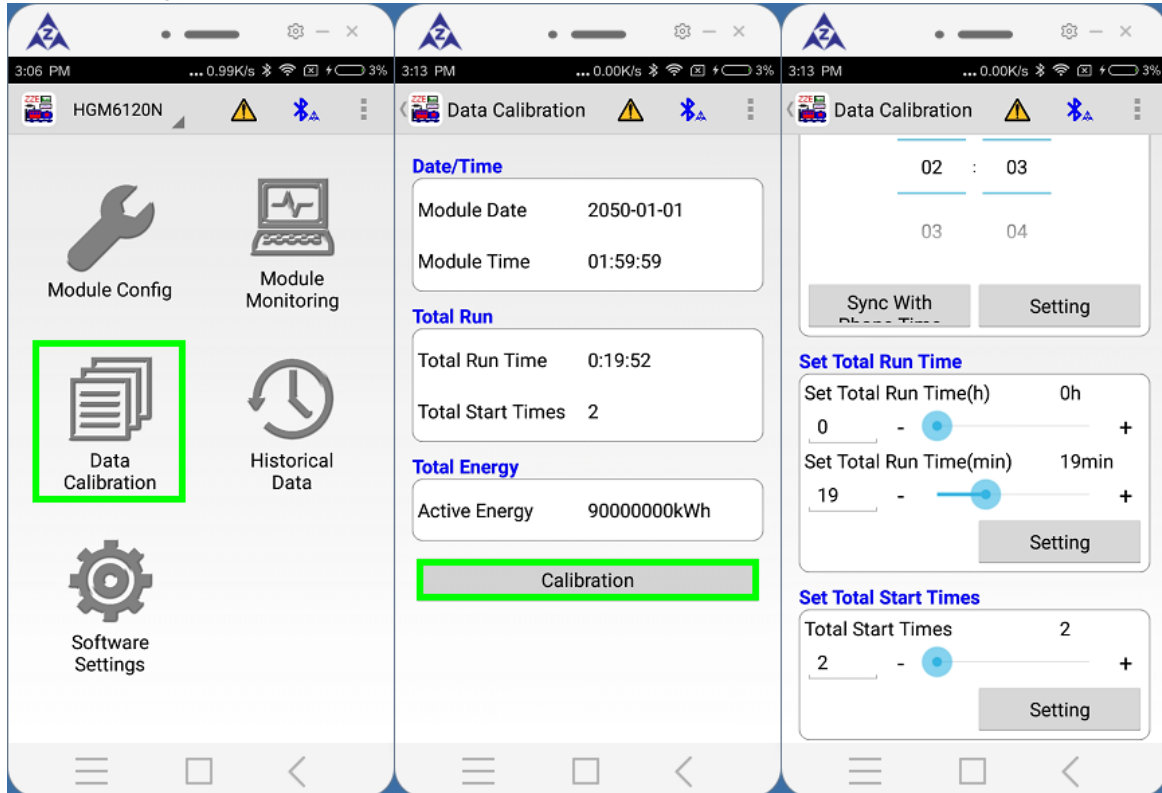 3:06 PM
... 0.99K/s 3%
HGM6120N
Module Config
Module
Monitoring
Data
Calibration
Historical
Data
Software
Settings
3:13 PM
... 0.00K/s 3%
Data Calibration
Date/Time
Module Date 2050-01-01
Module Time 01:59:59
Total Run
Total Run Time 0:19:52
Total Start Times 2
Total Energy
Active Energy 90000000kWh
Calibration
3:13 PM
... 0.00K/s 3%
Data Calibration
02 : 03
03 04
Sync With
Phone Time
Setting
Set Total Run Time
Set Total Run Time(h) 0h
0 - +
Set Total Run Time(min) 19min
19 - +
Setting
Set Total Start Times
Total Start Times 2
2 - +
Setting